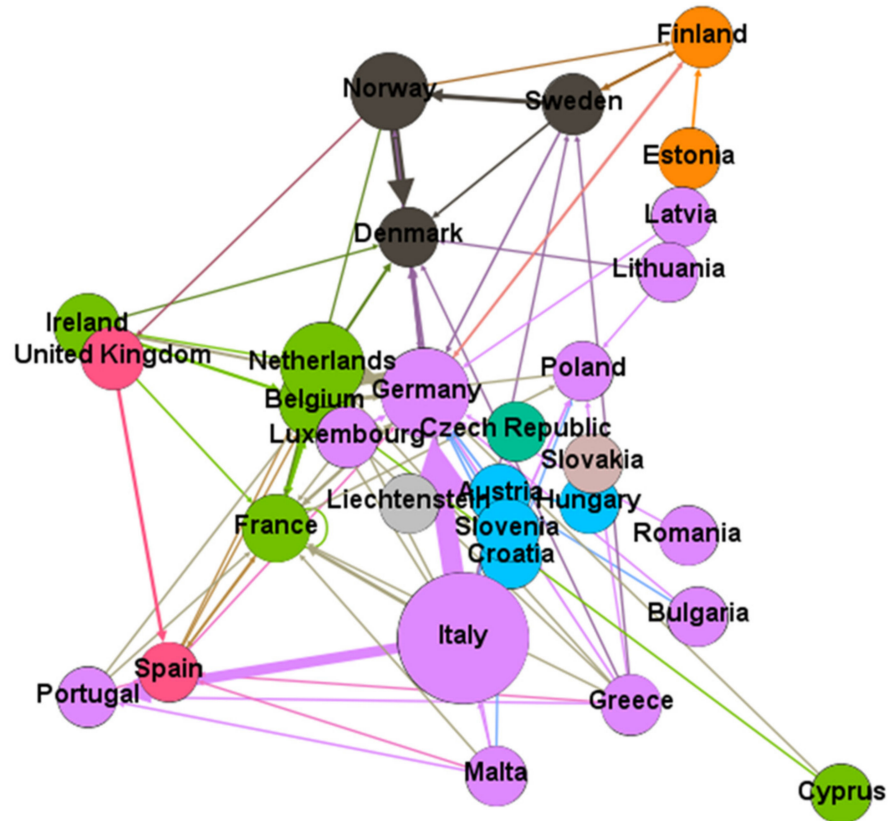 Finland
Norway
Sweden
Estonia
Latvia
Denmark
Lithuania
Ireland
United Kingdom
Netherlands
Poland
Germany
Belgium
Luxembourg
Czech Republic
Slovakia
Austria
Liechtenstein
Hungary
France
Slovenia
Romania
Croatia
Bulgaria
Italy
Spain
Portugal
Greece
Malta
Cyprus